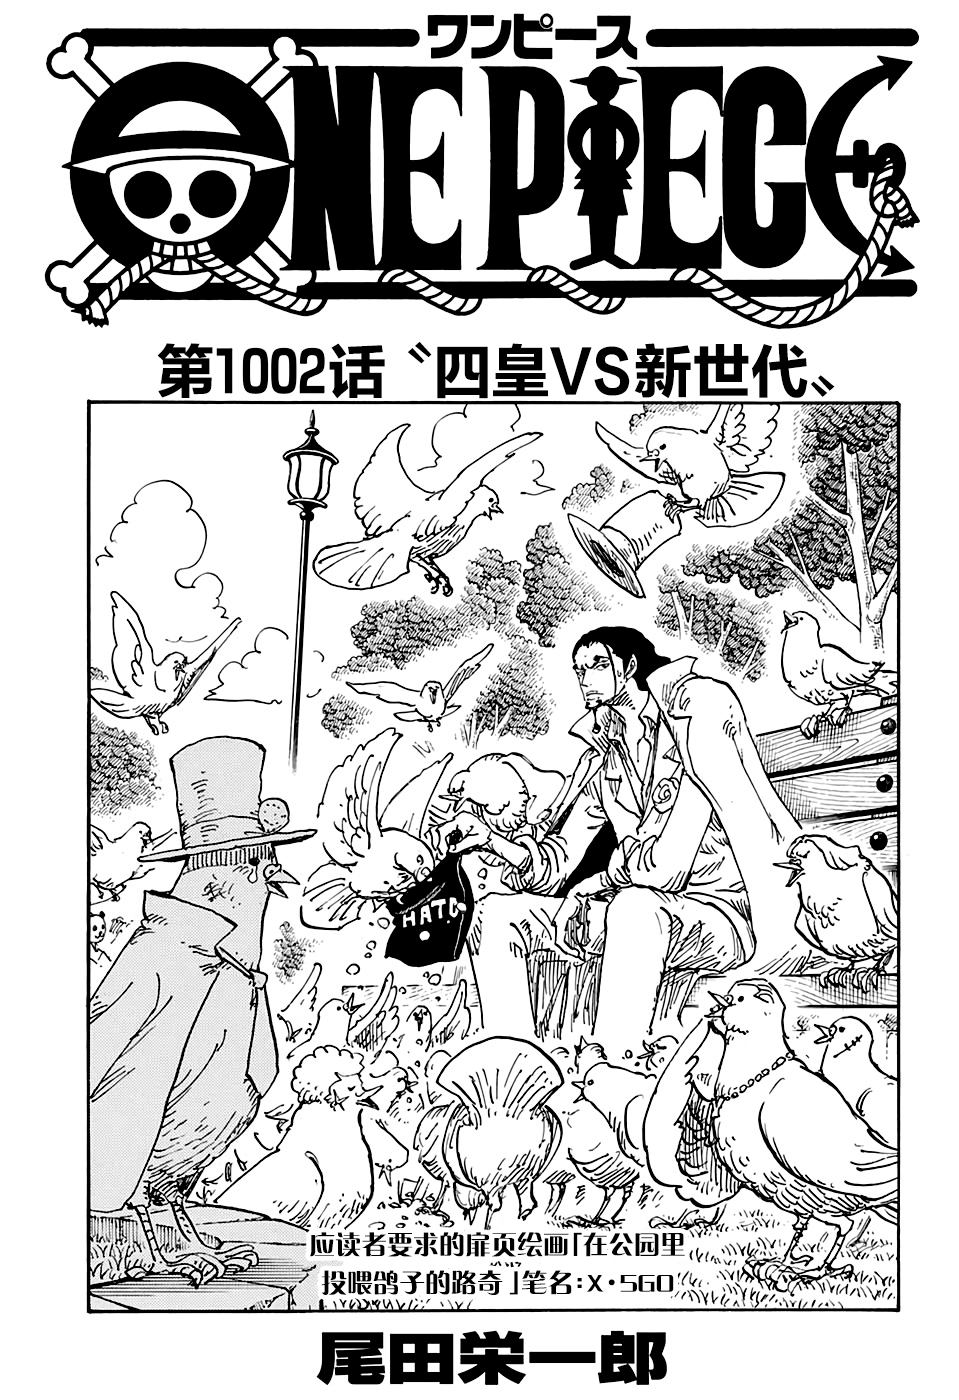 ワンピース
ONE PIECE
第1002话〝四皇VS新世代〟
HATO
应读者要求的扉页绘画「在公园里
投喂鸽子的路奇」笔名:X·SGO
尾田栄一郎